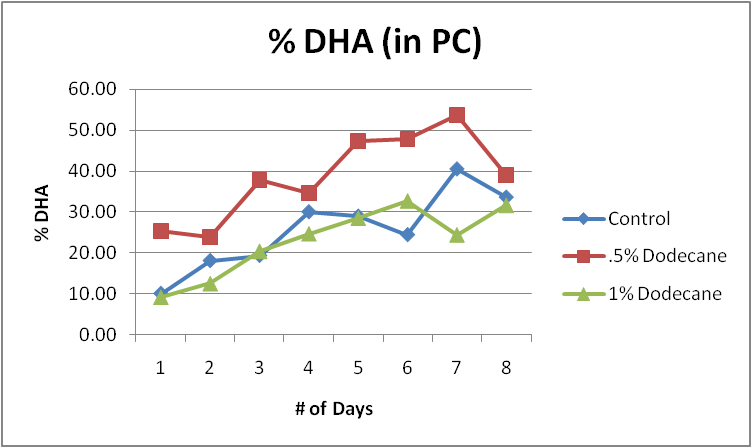 % DHA (in PC)
60.00
50.00
40.00
30.00
20.00
10.00
0.00
% DHA
1 2 3 4 5 6 7 8
# of Days
Control
.5% Dodecane
1% Dodecane